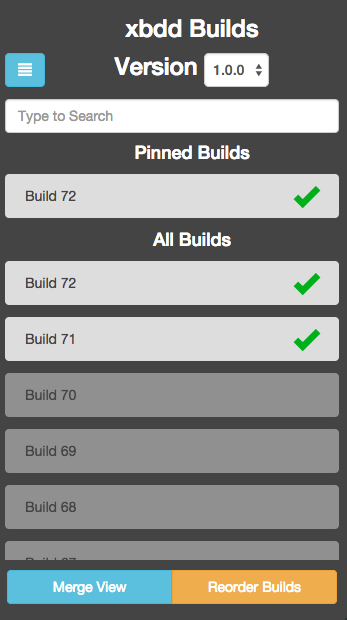 xbdd Builds
Version 1.0.0
Type to Search
Pinned Builds
Build 72
All Builds
Build 72
Build 71
Build 70
Build 69
Build 68
Merge View Reorder Builds